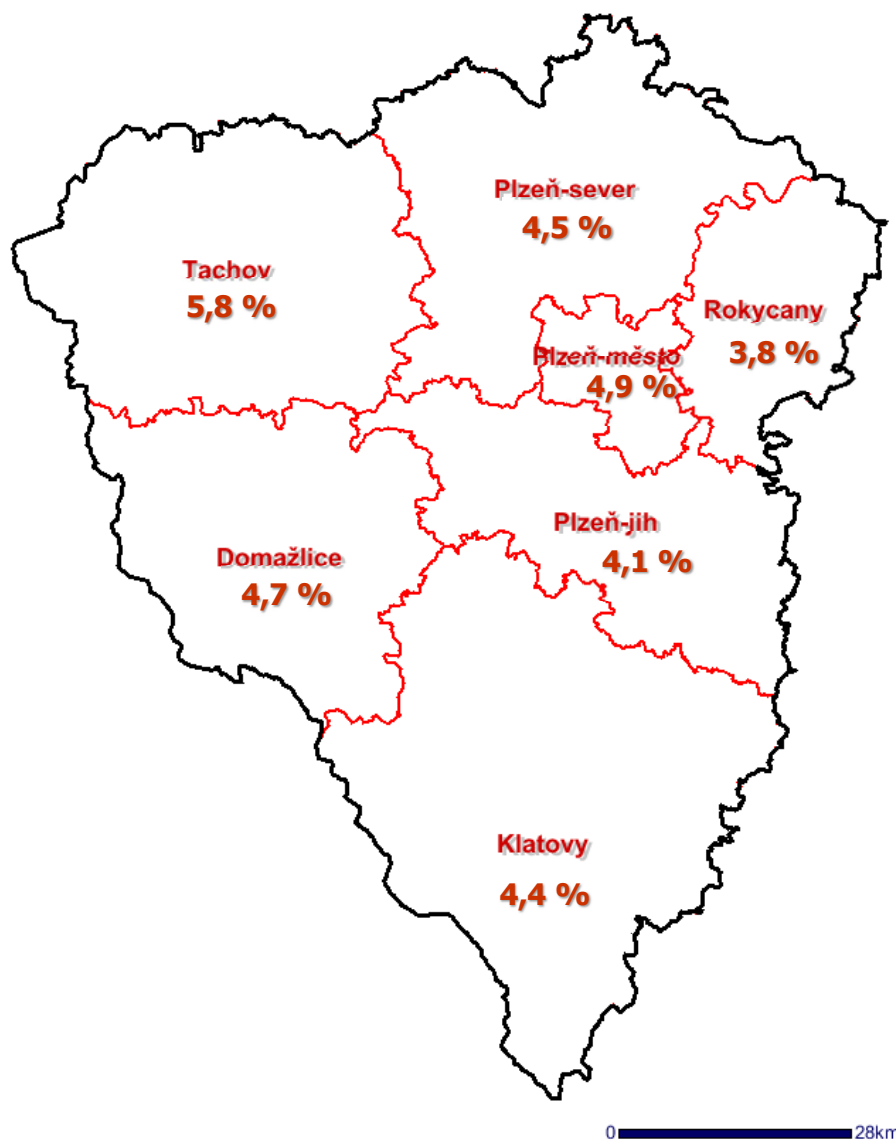 Plzeň-sever
4,5 %
Tachov
5,8 %
Rokycany
3,8 %
Plzeň-město
4,9 %
Plzeň-jih
4,1 %
Domažlice
4,7 %
Klatovy
4,4 %
0 28km